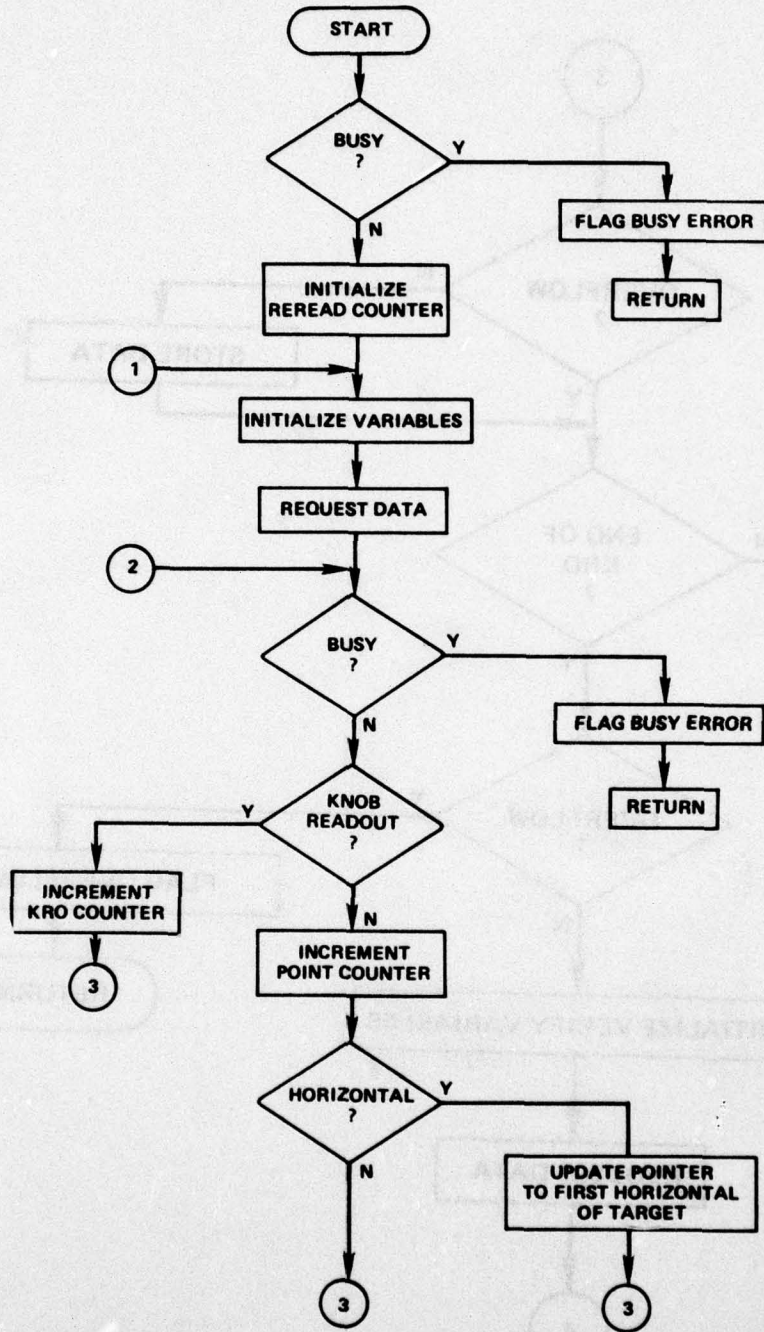 START
BUSY
?
Y
N
FLAG BUSY ERROR
RETURN
INITIALIZE
REREAD COUNTER
1
INITIALIZE VARIABLES
REQUEST DATA
2
BUSY
?
Y
N
FLAG BUSY ERROR
RETURN
KNOB
READOUT
?
Y
N
INCREMENT
KRO COUNTER
3
INCREMENT
POINT COUNTER
HORIZONTAL
?
Y
N
UPDATE POINTER
TO FIRST HORIZONTAL
OF TARGET
3
3